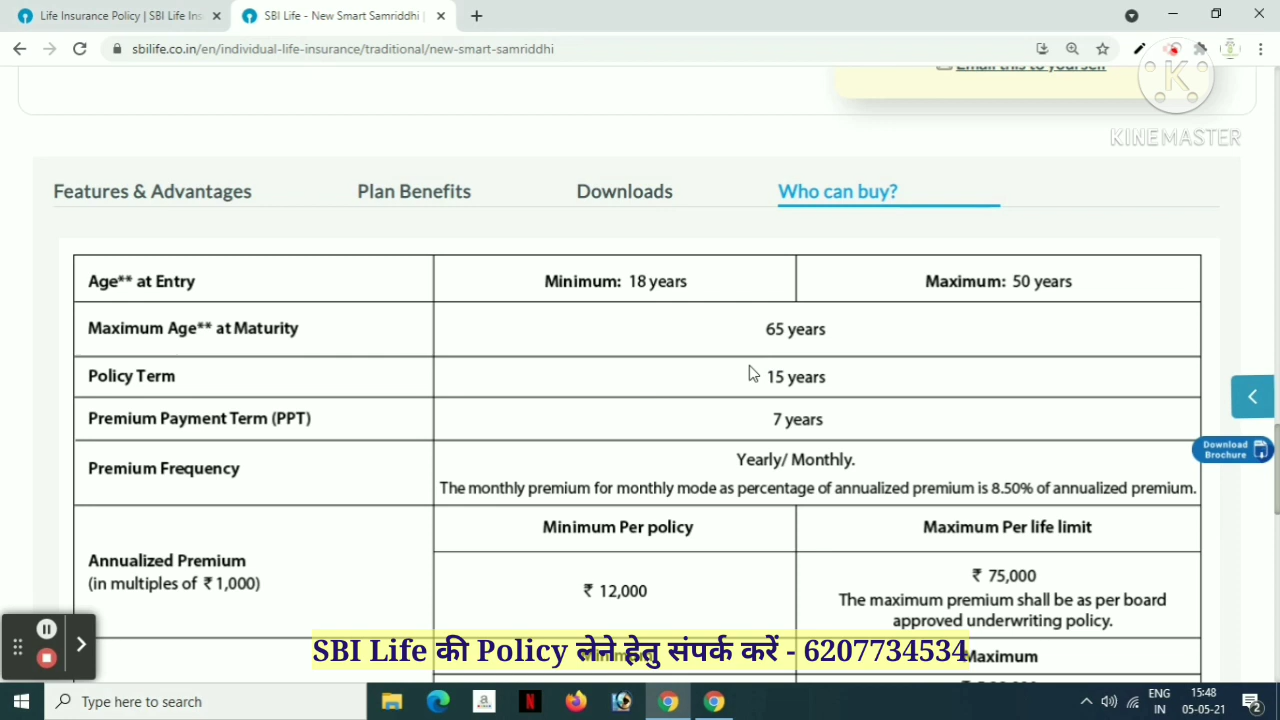 Life Insurance Policy | SBI Life Ins
SBI Life - New Smart Samriddhi |
sbilife.co.in/en/individual-life-insurance/traditional/new-smart-samriddhi
Email this to yourself
K
KINEMASTER
Features & Advantages Plan Benefits Downloads Who can buy?
Age** at Entry Minimum: 18 years Maximum: 50 years
Maximum Age** at Maturity 65 years
Policy Term 15 years
Premium Payment Term (PPT) 7 years
Premium Frequency Yearly/ Monthly.
The monthly premium for monthly mode as percentage of annualized premium is 8.50% of annualized premium.
Download
Brochure
Minimum Per policy Maximum Per life limit
Annualized Premium
(in multiples of ₹ 1,000)
₹ 12,000
₹ 75,000
The maximum premium shall be as per board
approved underwriting policy.
Minimum Maximum
SBI Life की Policy लेने हेतु संपर्क करें - 6207734534
Type here to search
ENG
IN
15:48
05-05-21
2